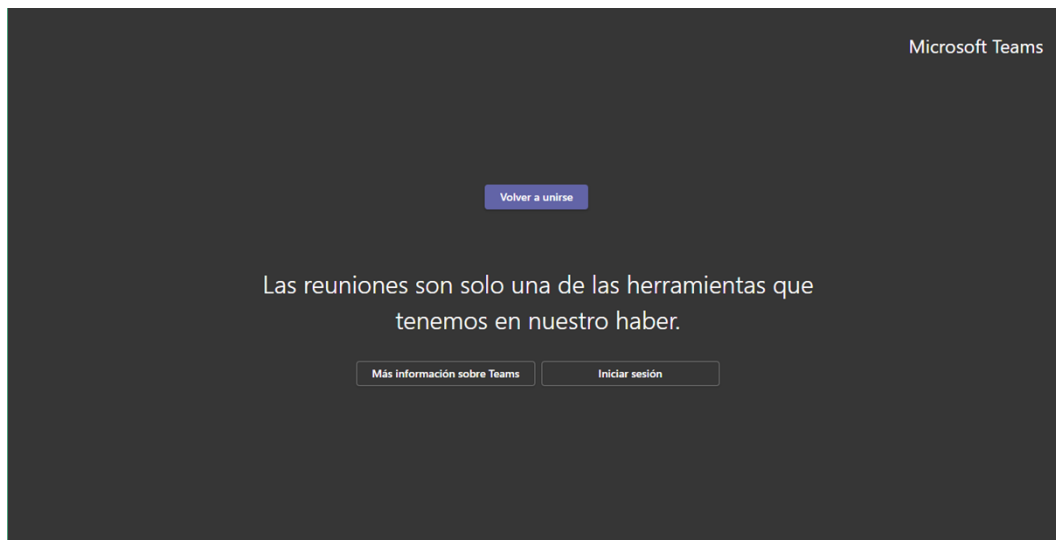 Microsoft Teams
Volver a unirse
Las reuniones son solo una de las herramientas que
tenemos en nuestro haber.
Más información sobre Teams
Iniciar sesión